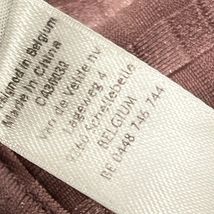 Designed in Belgium
Made in China
CA30032
Van de Velde nv
Lageweg 4
9260 Schellebelle
BELGIUM
BE 0448 746 744